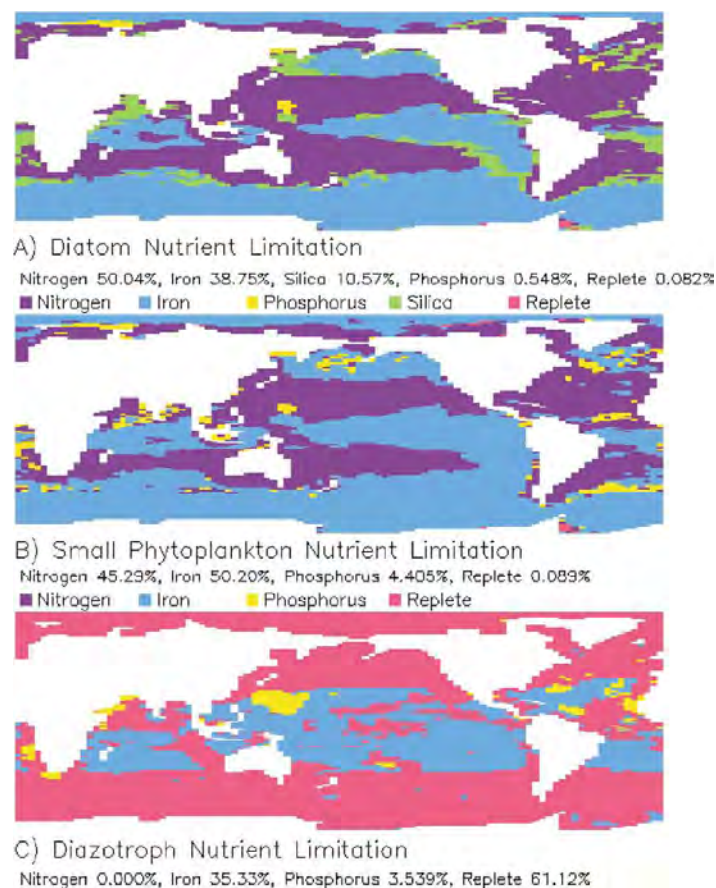 A) Diatom Nutrient Limitation
Nitrogen 50.04%, Iron 38.75%, Silica 10.57%, Phosphorus 0.548%, Replete 0.082%
Nitrogen Iron Phosphorus Silica Replete
B) Small Phytoplankton Nutrient Limitation
Nitrogen 45.29%, Iron 50.20%, Phosphorus 4.405%, Replete 0.089%
Nitrogen Iron Phosphorus Replete
C) Diazotroph Nutrient Limitation
Nitrogen 0.000%, Iron 35.33%, Phosphorus 3.539%, Replete 61.12%